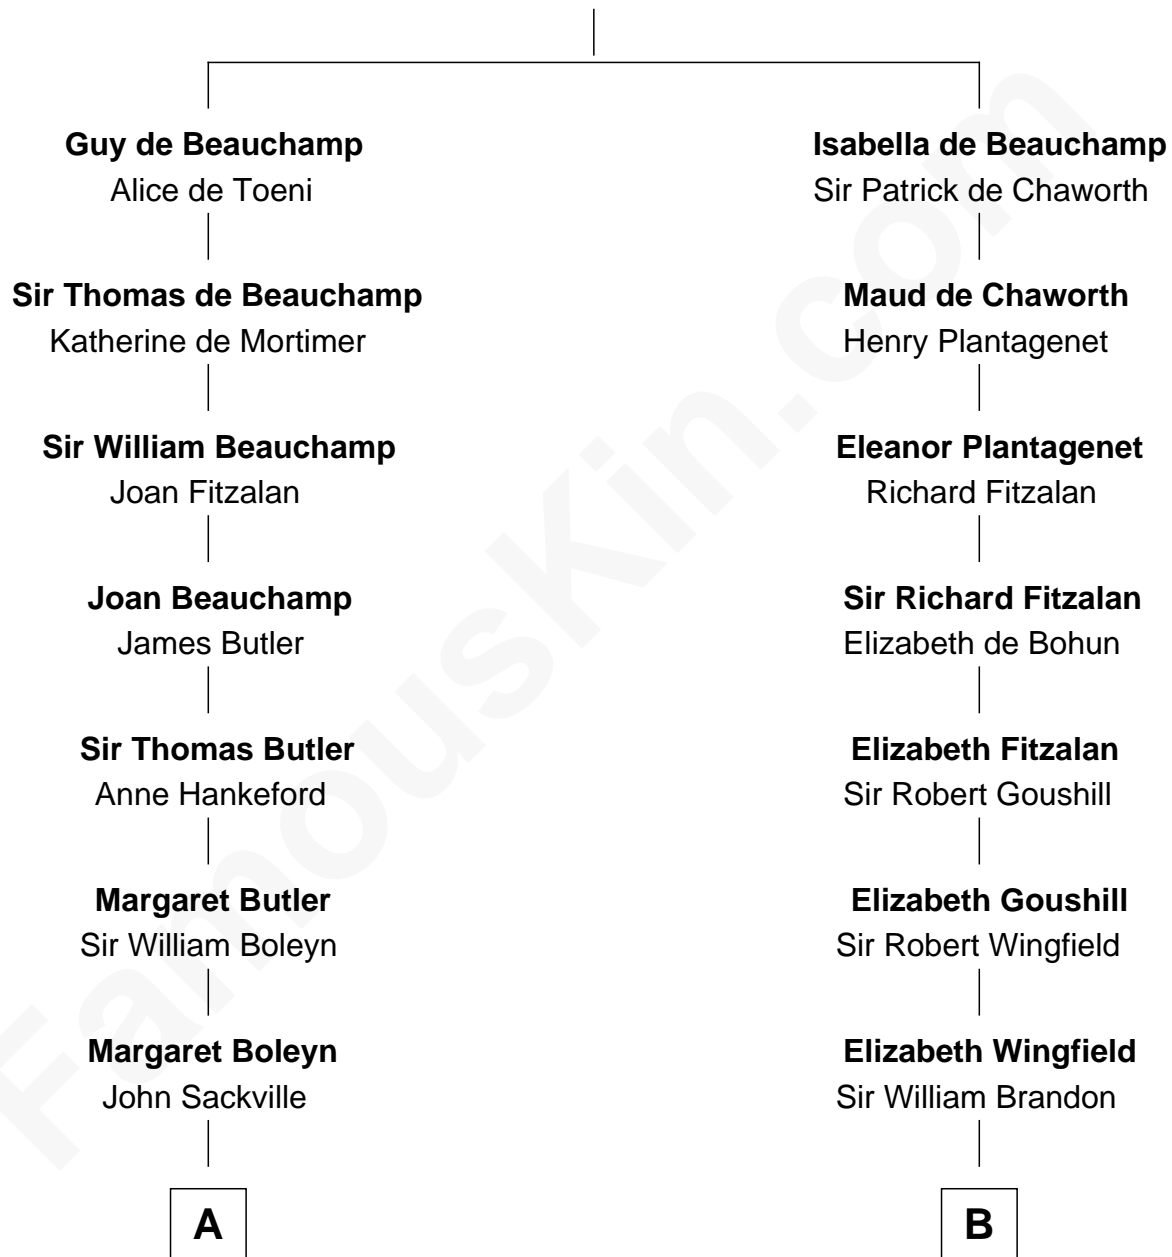 Guy de Beauchamp
Alice de Toeni
Isabella de Beauchamp
Sir Patrick de Chaworth
Sir Thomas de Beauchamp
Katherine de Mortimer
Maud de Chaworth
Henry Plantagenet
Sir William Beauchamp
Joan Fitzalan
Eleanor Plantagenet
Richard Fitzalan
Joan Beauchamp
James Butler
Sir Richard Fitzalan
Elizabeth de Bohun
Sir Thomas Butler
Anne Hankeford
Elizabeth Fitzalan
Sir Robert Goushill
Margaret Butler
Sir William Boleyn
Elizabeth Goushill
Sir Robert Wingfield
Margaret Boleyn
John Sackville
Elizabeth Wingfield
Sir William Brandon
A
B
FamousKin.com